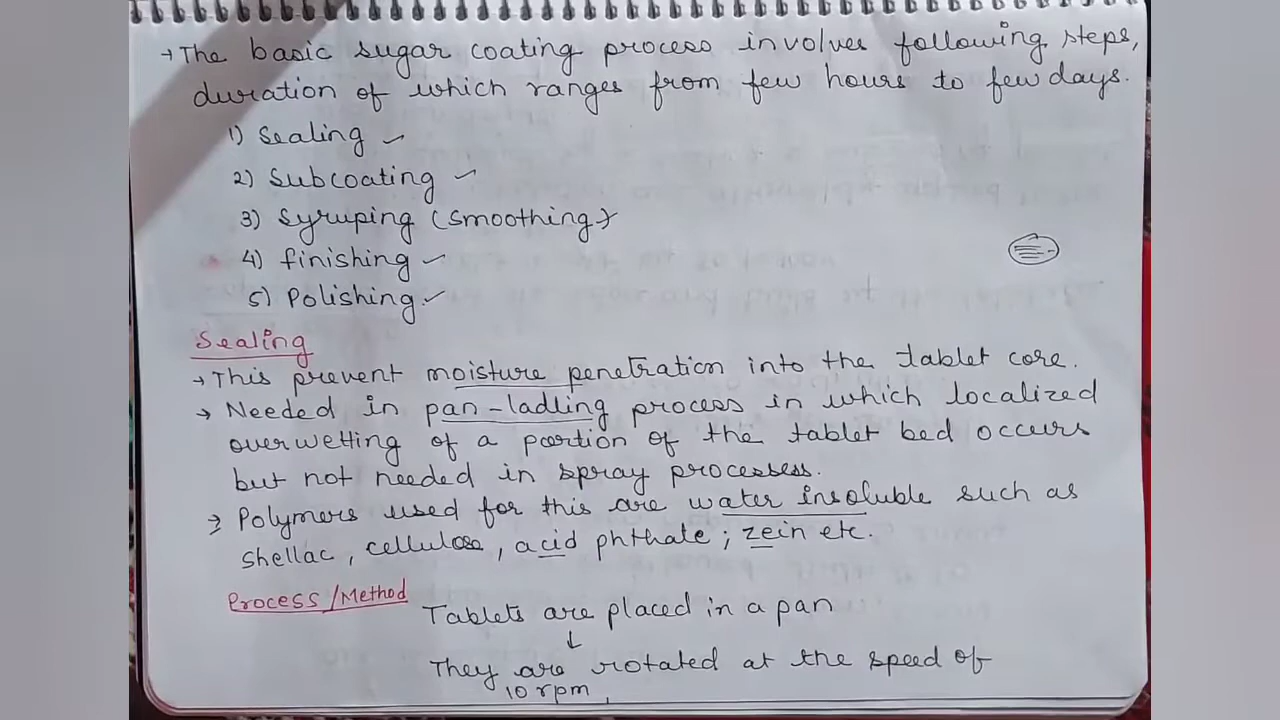 → The basic sugar coating process involves following steps,
duration of which ranges from few hours to few days.
1) Sealing ✓
2) Subcoating ✓
3) Syruping (Smoothing)
4) finishing ✓
5) Polishing ✓
Sealing
→ This prevent moisture penetration into the tablet core.
→ Needed in pan-ladling process in which localized
overwetting of a portion of the tablet bed occurs
but not needed in spray processess.
→ Polymers used for this are water insoluble such as
shellac, cellulose, acid phthate; zein etc.
Process/Method
Tablets are placed in a pan
↓
They are rotated at the speed of
10 rpm